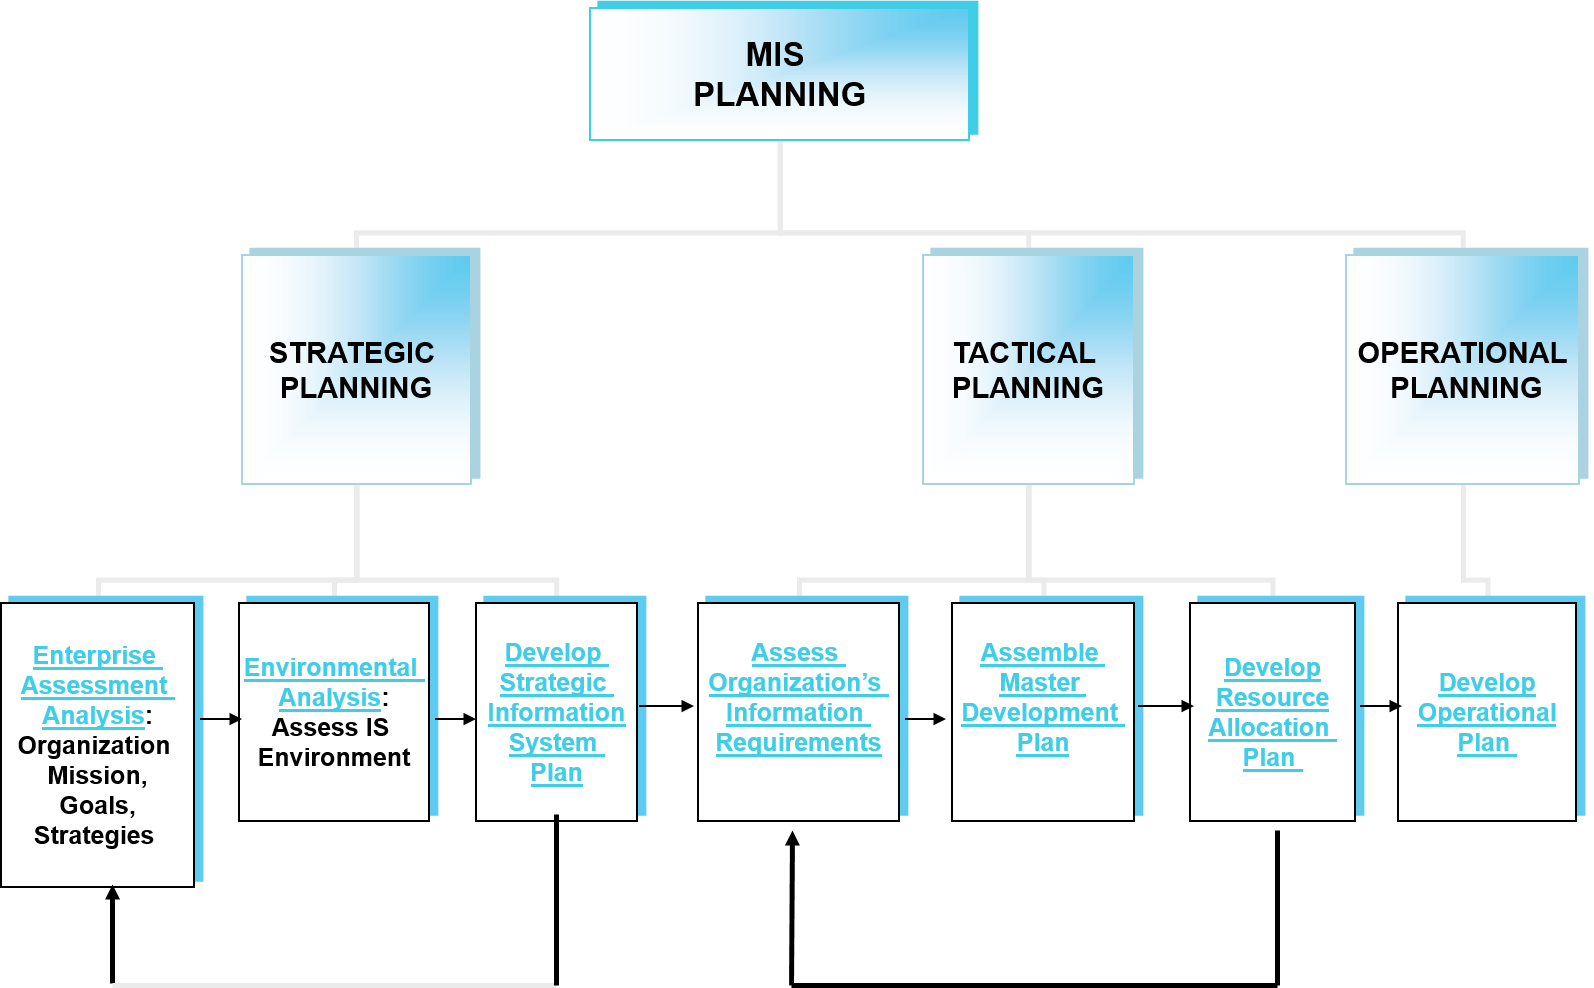 MIS
PLANNING
STRATEGIC
PLANNING
TACTICAL
PLANNING
OPERATIONAL
PLANNING
Enterprise
Assessment
Analysis:
Organization
Mission,
Goals,
Strategies
Environmental
Analysis:
Assess IS
Environment
Develop
Strategic
Information
System
Plan
Assess
Organization’s
Information
Requirements
Assemble
Master
Development
Plan
Develop
Resource
Allocation
Plan
Develop
Operational
Plan